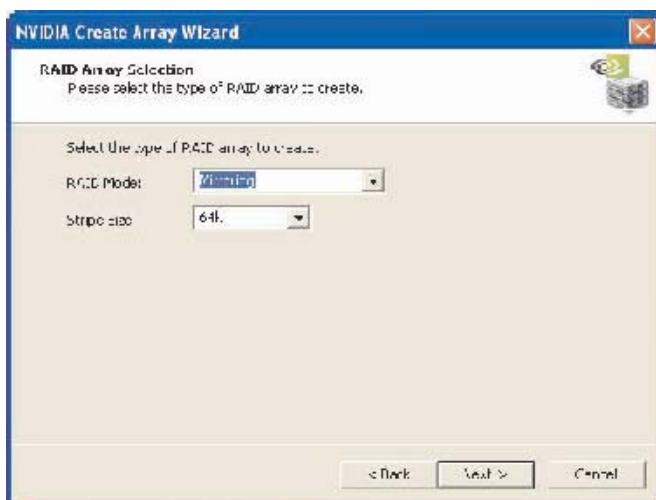 NVIDIA Create Array Wizard
RAID Array Selection
Please select the type of RAID array to create.
Select the type of RAID array to create.
RAID Mode:
Mirroring
Stripe Size
64k
< Back
Next >
Cancel